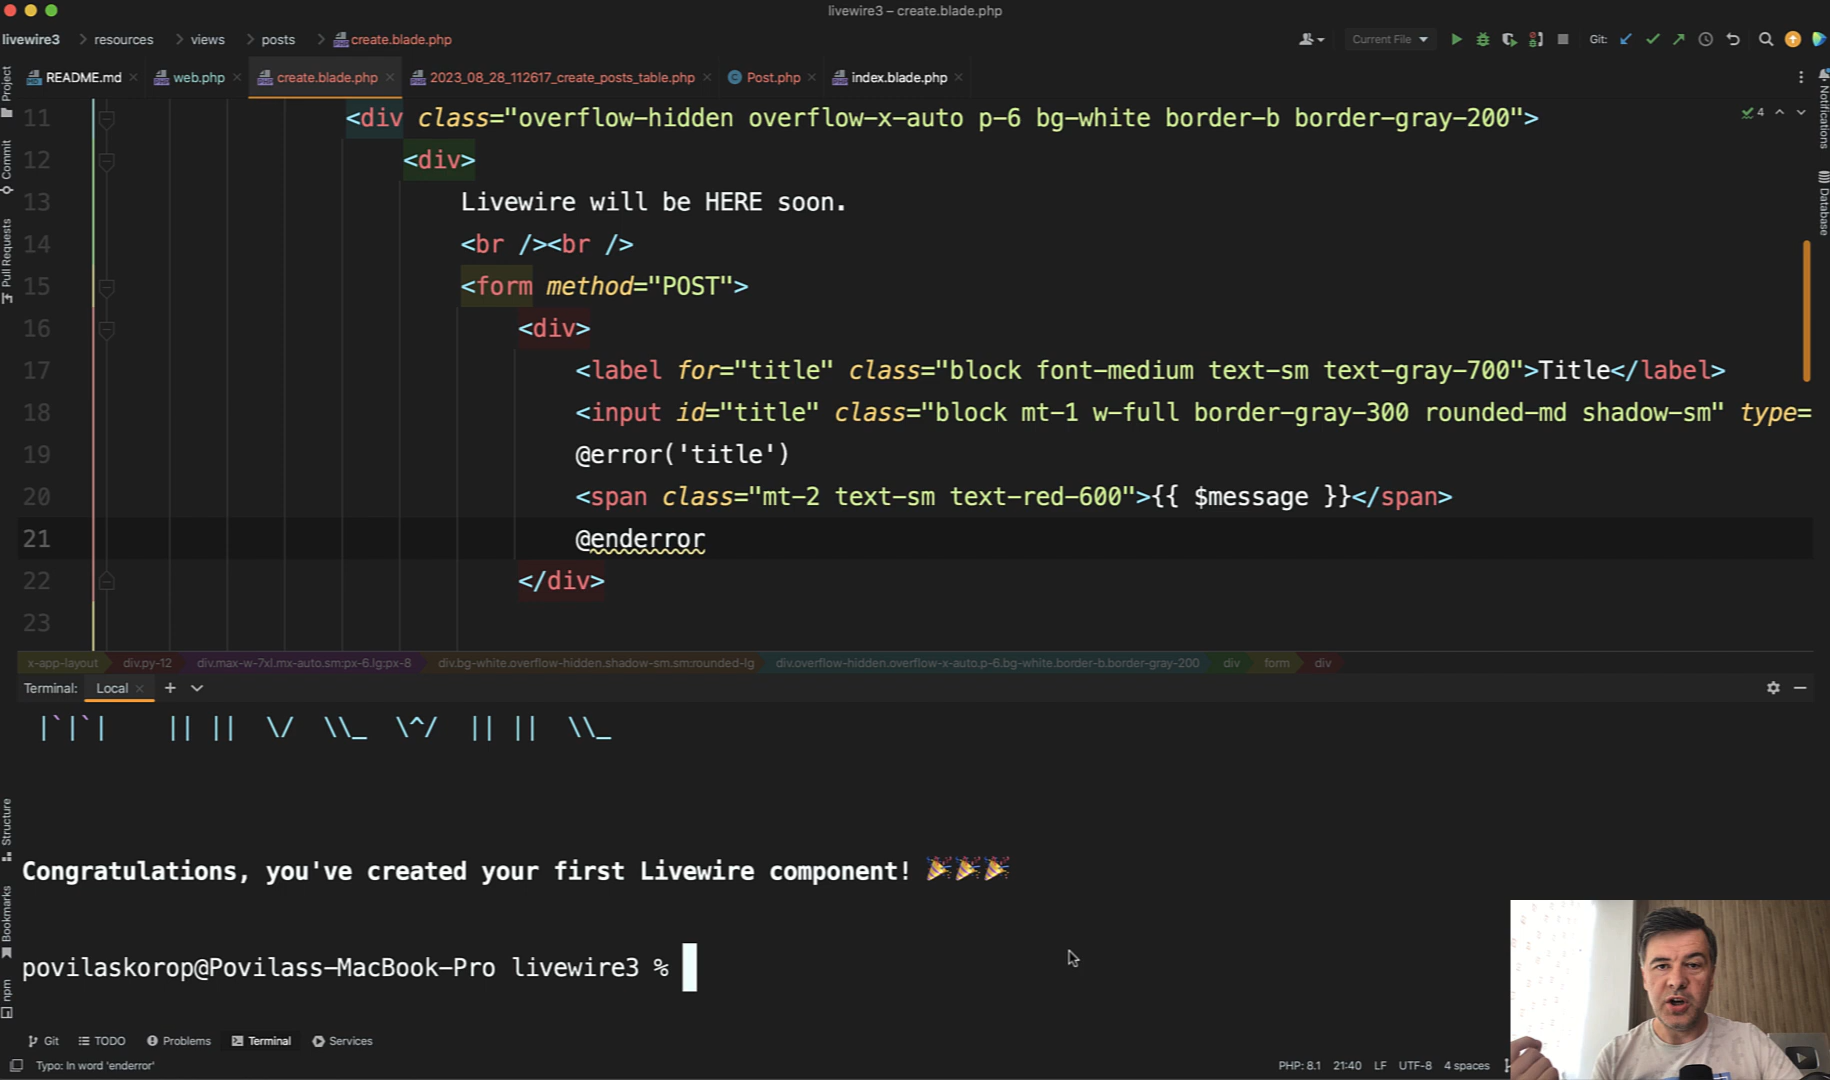 livewire3 – create.blade.php
livewire3 resources views posts create.blade.php
Current File Git:
README.md web.php create.blade.php 2023_08_28_112617_create_posts_table.php Post.php index.blade.php
Project
Commit
Pull Requests
Structure
Bookmarks
npm
Notifications
Database
4
11 <div class="overflow-hidden overflow-x-auto p-6 bg-white border-b border-gray-200">
12 <div>
13 Livewire will be HERE soon.
14 <br /><br />
15 <form method="POST">
16 <div>
17 <label for="title" class="block font-medium text-sm text-gray-700">Title</label>
18 <input id="title" class="block mt-1 w-full border-gray-300 rounded-md shadow-sm" type=
19 @error('title')
20 <span class="mt-2 text-sm text-red-600">{{ $message }}</span>
21 @enderror
22 </div>
23
x-app-layout div.py-12 div.max-w-7xl.mx-auto.sm:px-6.lg:px-8 div.bg-white.overflow-hidden.shadow-sm.sm:rounded-lg div.overflow-hidden.overflow-x-auto.p-6.bg-white.border-b.border-gray-200 div form div
Terminal: Local
|`|`| || || \/ \\_ \^/ || || \\_
Congratulations, you've created your first Livewire component! 🎉🎉🎉
povilaskorop@Povilass-MacBook-Pro livewire3 %
Git TODO Problems Terminal Services
Typo: In word 'enderror' PHP: 8.1 21:40 LF UTF-8 4 spaces